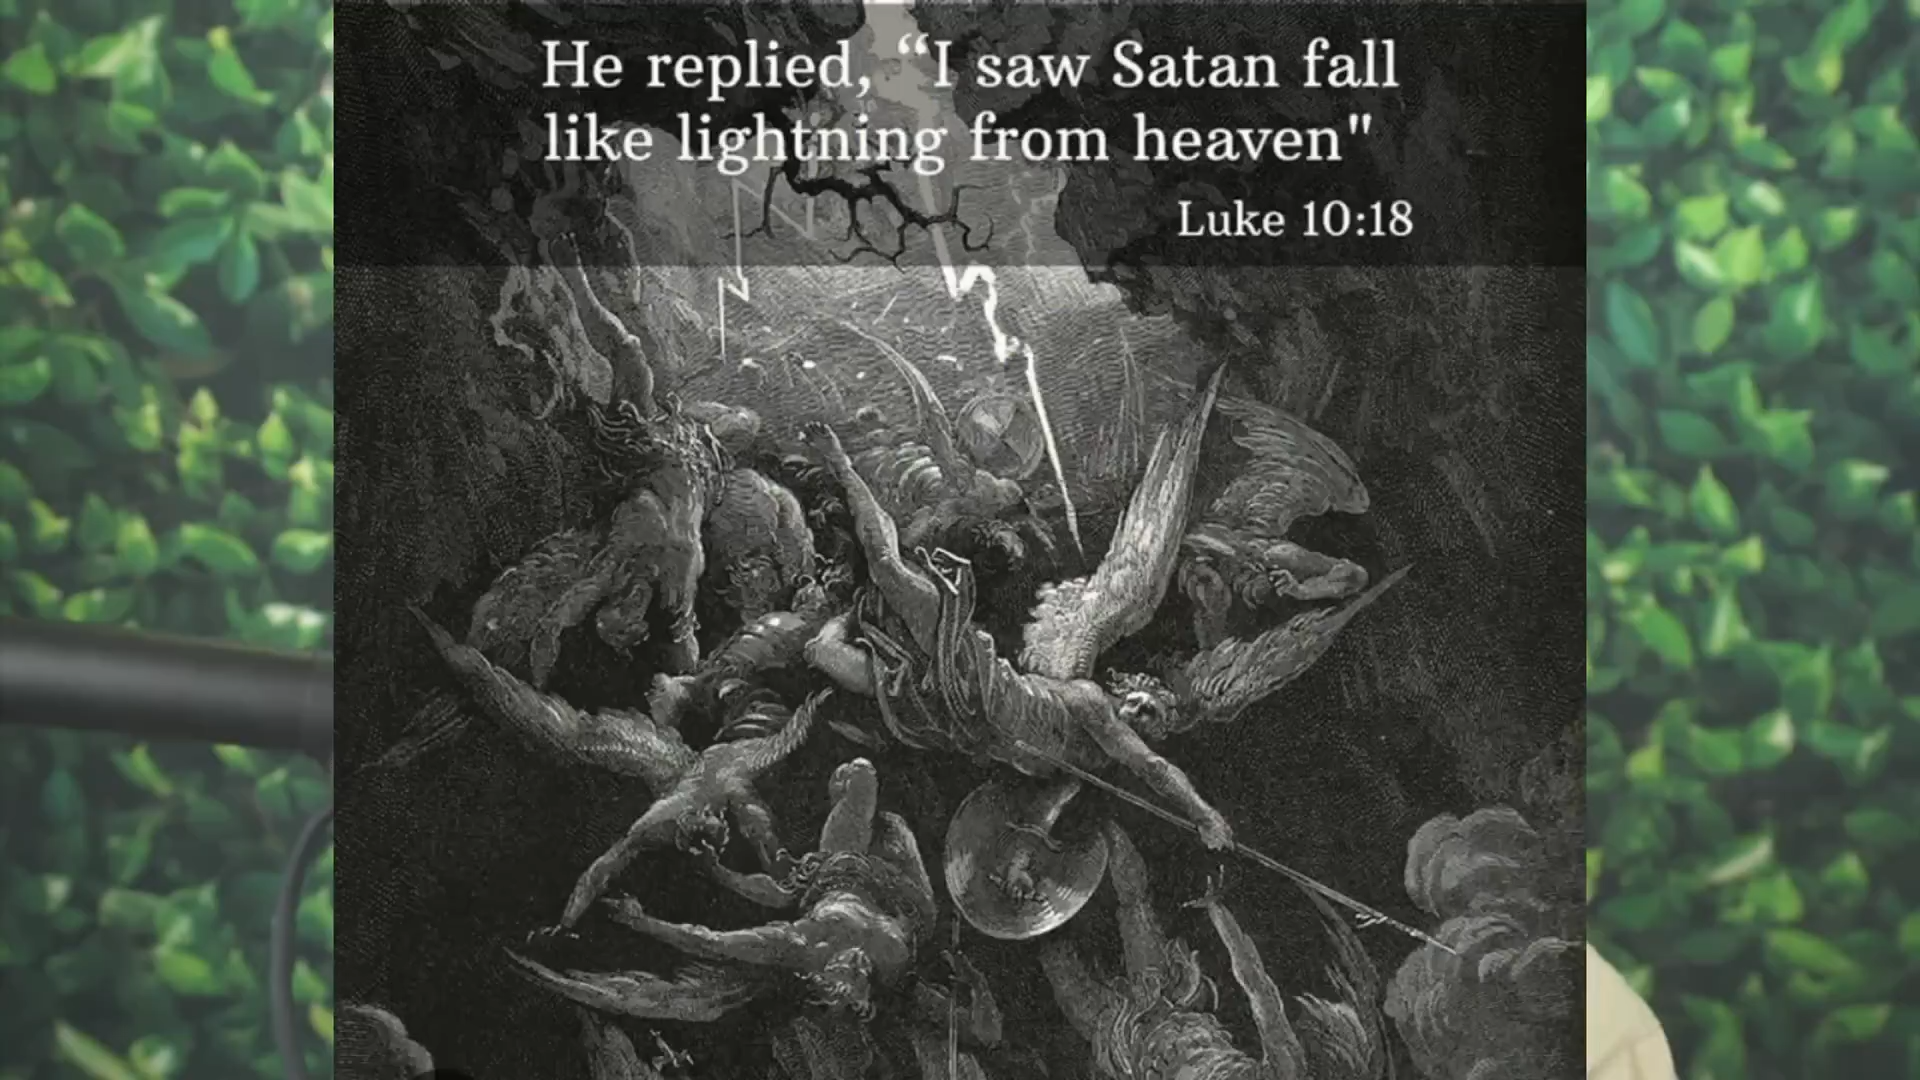 He replied, “I saw Satan fall
like lightning from heaven"
Luke 10:18